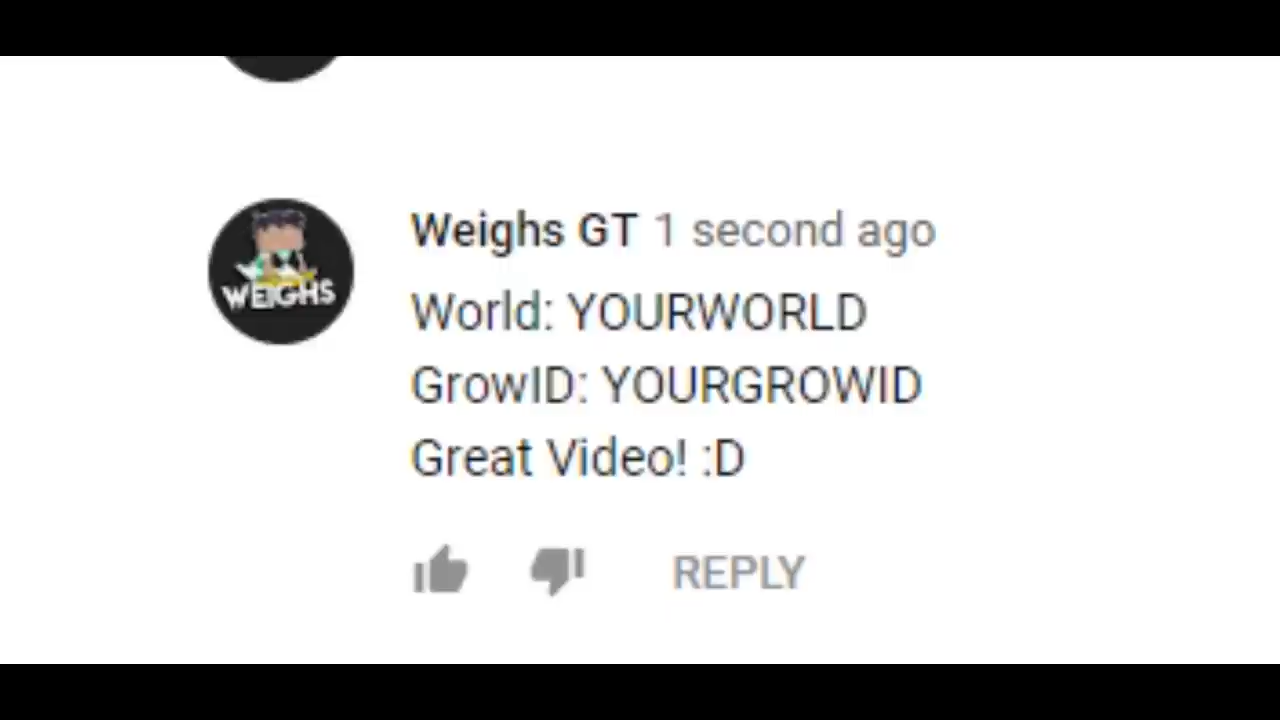 Weighs GT 1 second ago
WEIGHS
World: YOURWORLD
GrowID: YOURGROWID
Great Video! :D
REPLY